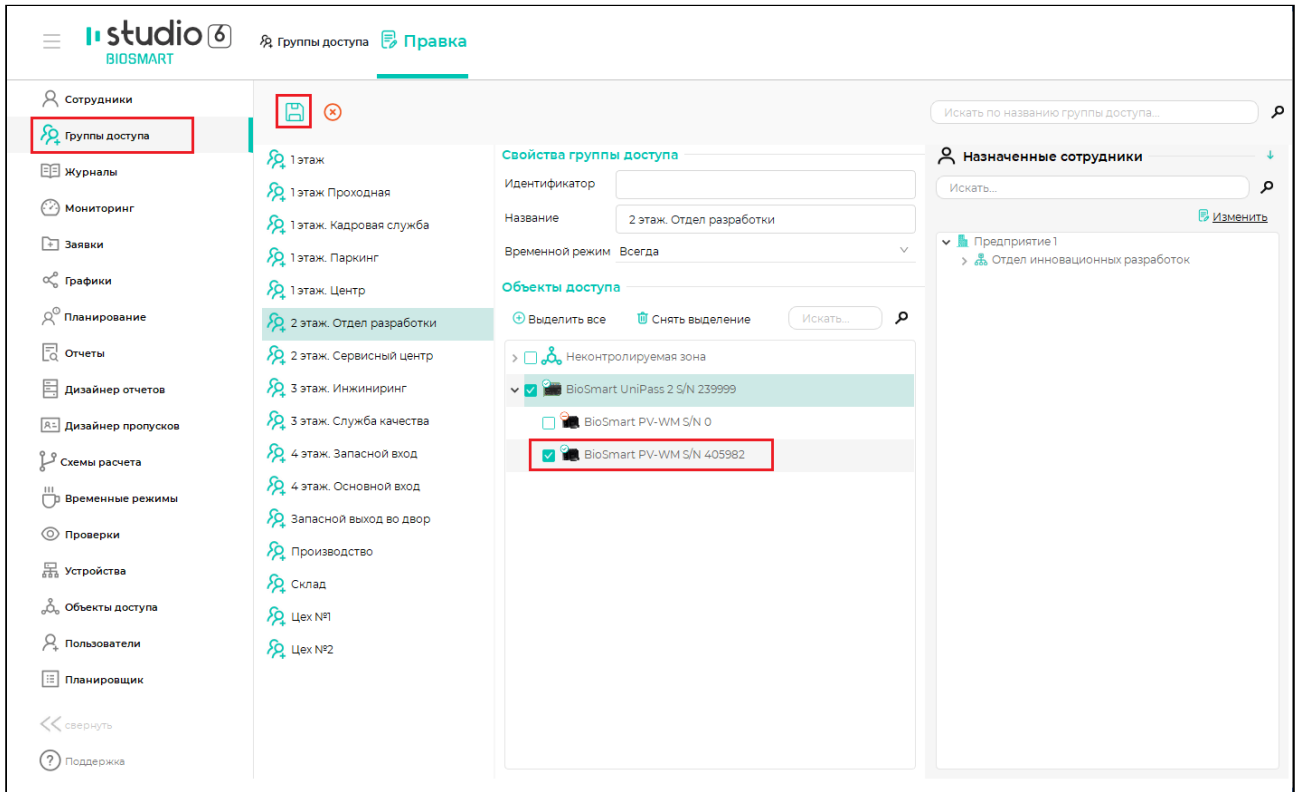 studio 6
BIOSMART
Группы доступа
Правка
Сотрудники
Группы доступа
Журналы
Мониторинг
Заявки
Графики
Планирование
Отчеты
Дизайнер отчетов
Дизайнер пропусков
Схемы расчета
Временные режимы
Проверки
Устройства
Объекты доступа
Пользователи
Планировщик
свернуть
Поддержка
Искать по названию группы доступа...
1 этаж
1 этаж Проходная
1 этаж. Кадровая служба
1 этаж. Паркинг
1 этаж. Центр
2 этаж. Отдел разработки
2 этаж. Сервисный центр
3 этаж. Инжиниринг
3 этаж. Служба качества
4 этаж. Запасной вход
4 этаж. Основной вход
Запасной выход во двор
Производство
Склад
Цех №1
Цех №2
Свойства группы доступа
Идентификатор
Название 2 этаж. Отдел разработки
Временной режим Всегда
Объекты доступа
Выделить все Снять выделение Искать...
Неконтролируемая зона
BioSmart UniPass 2 S/N 239999
BioSmart PV-WM S/N 0
BioSmart PV-WM S/N 405982
Назначенные сотрудники
Искать...
Изменить
Предприятие 1
Отдел инновационных разработок